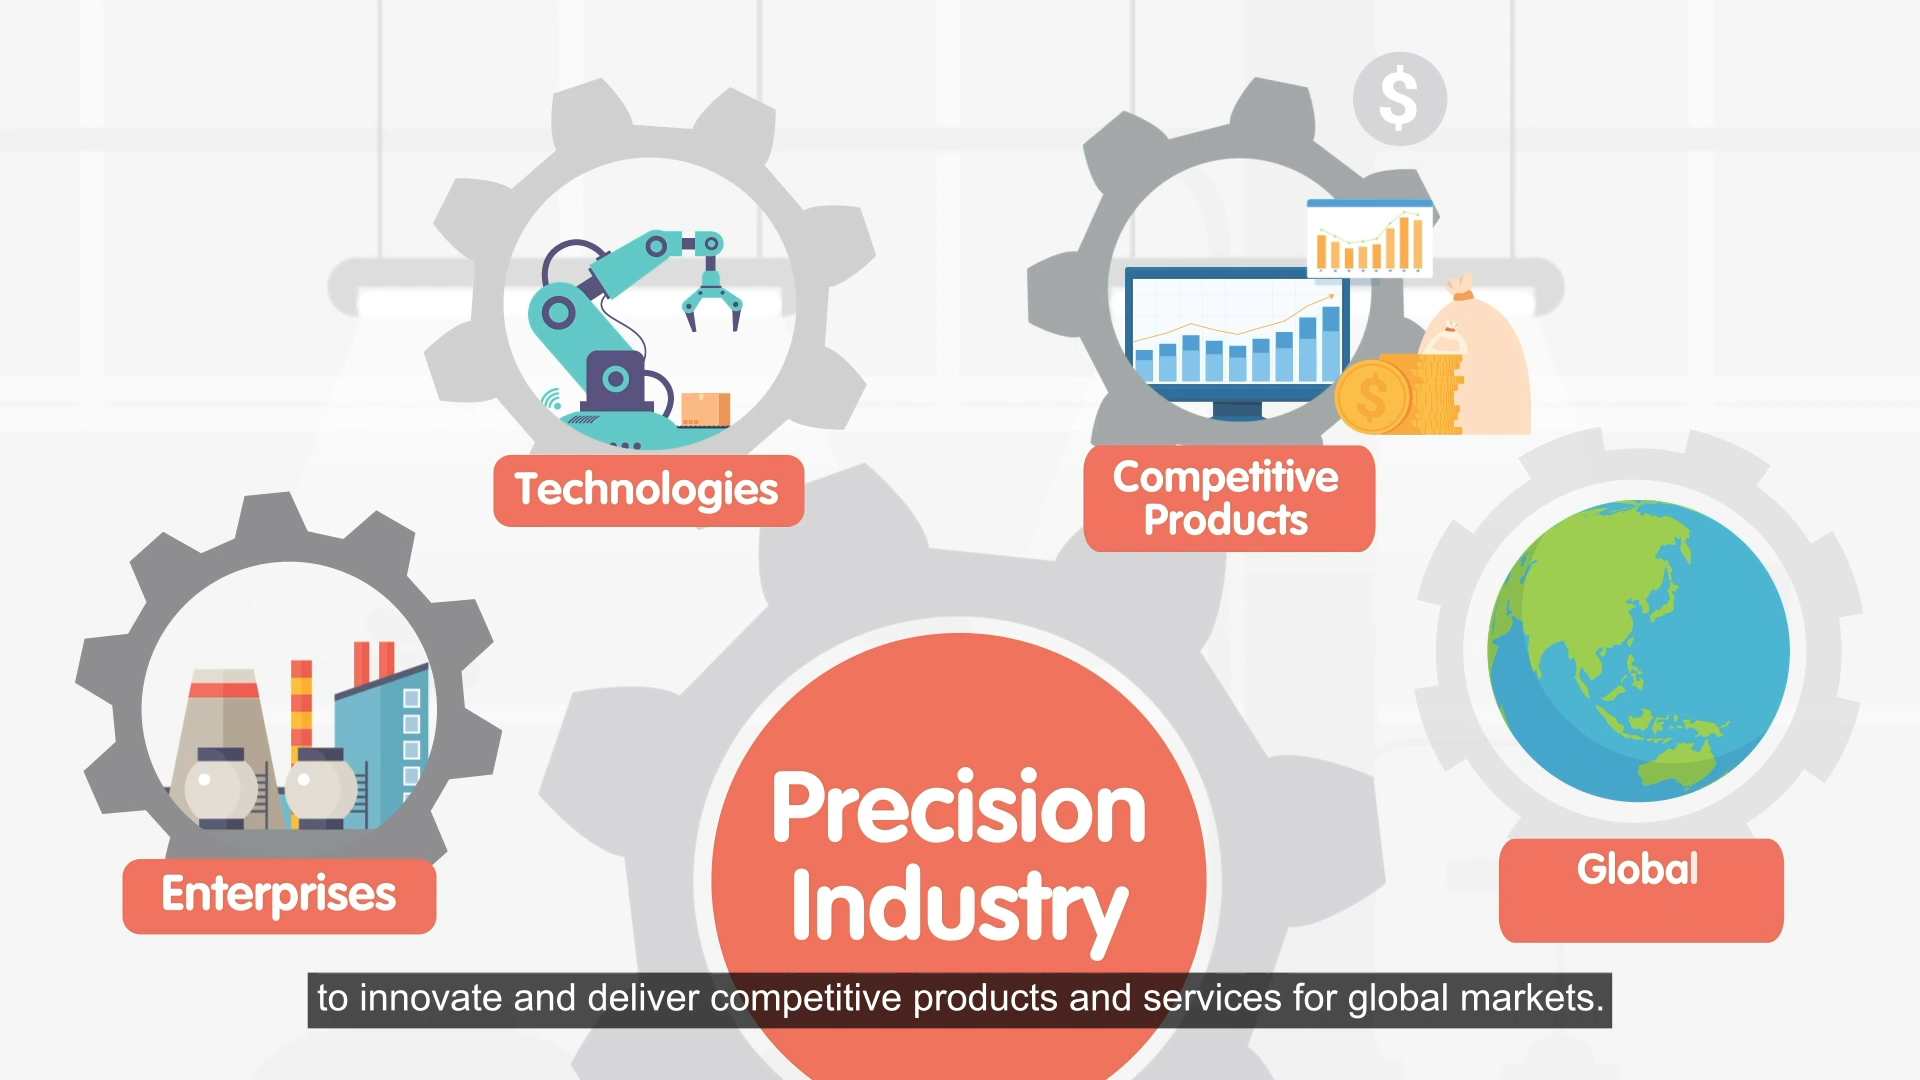 $
Technologies
Competitive
Products
$
Enterprises
Global
Precision
Industry
to innovate and deliver competitive products and services for global markets.